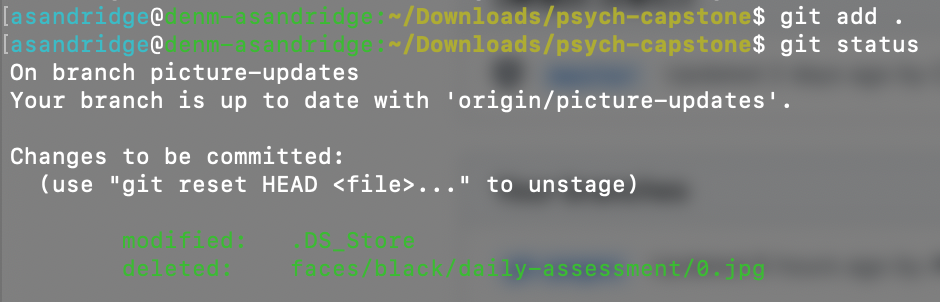 [asandridge@denm-asandridge:~/Downloads/psych-capstone$ git add .
[asandridge@denm-asandridge:~/Downloads/psych-capstone$ git status
On branch picture-updates
Your branch is up to date with 'origin/picture-updates'.
Changes to be committed:
(use "git reset HEAD <file>..." to unstage)
modified: .DS_Store
deleted: faces/black/daily-assessment/0.jpg